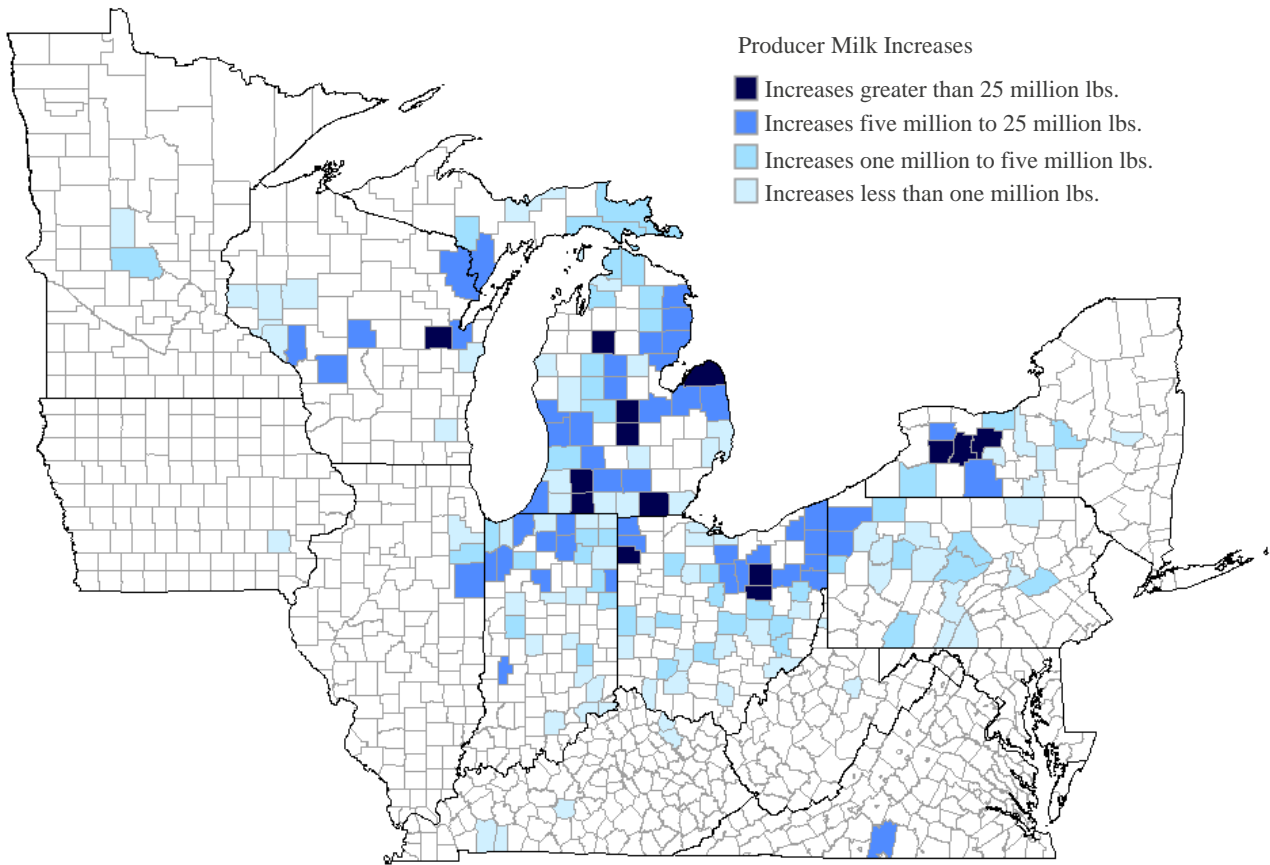 Producer Milk Increases
Increases greater than 25 million lbs.
Increases five million to 25 million lbs.
Increases one million to five million lbs.
Increases less than one million lbs.